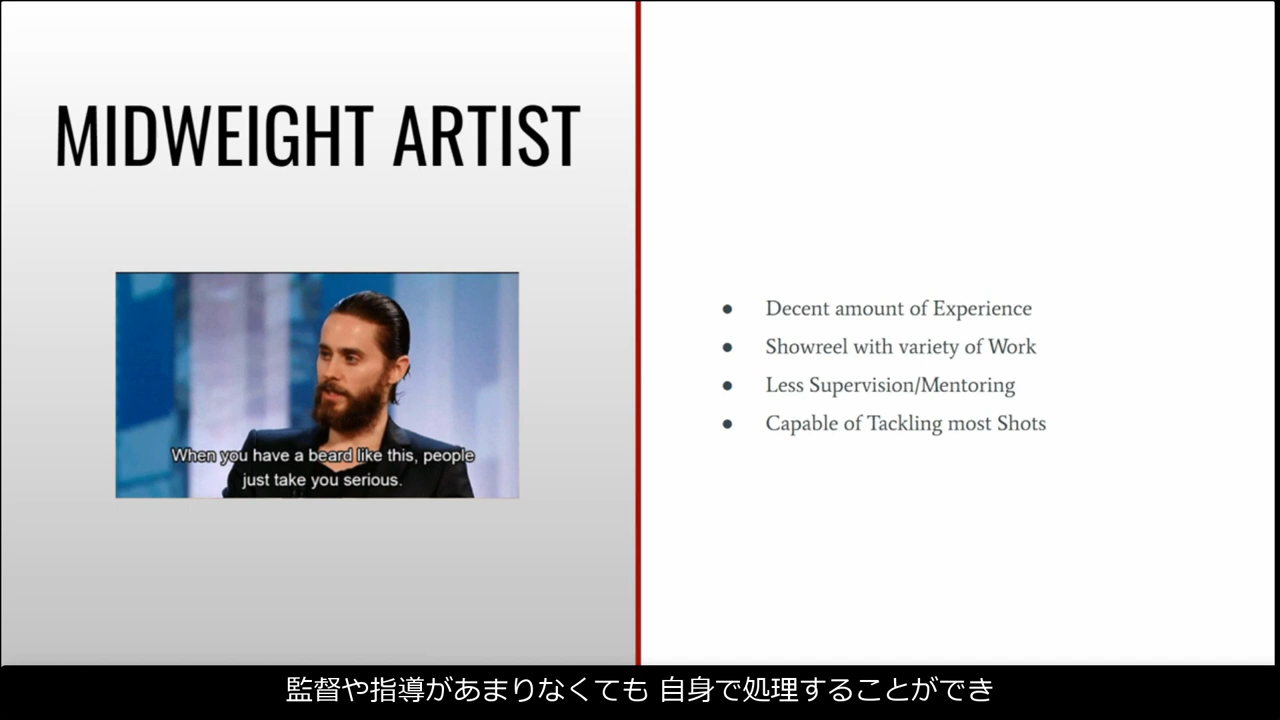 MIDWEIGHT ARTIST
When you have a beard like this, people
just take you serious.
● Decent amount of Experience
● Showreel with variety of Work
● Less Supervision/Mentoring
● Capable of Tackling most Shots
監督や指導があまりなくても 自身で処理することができ